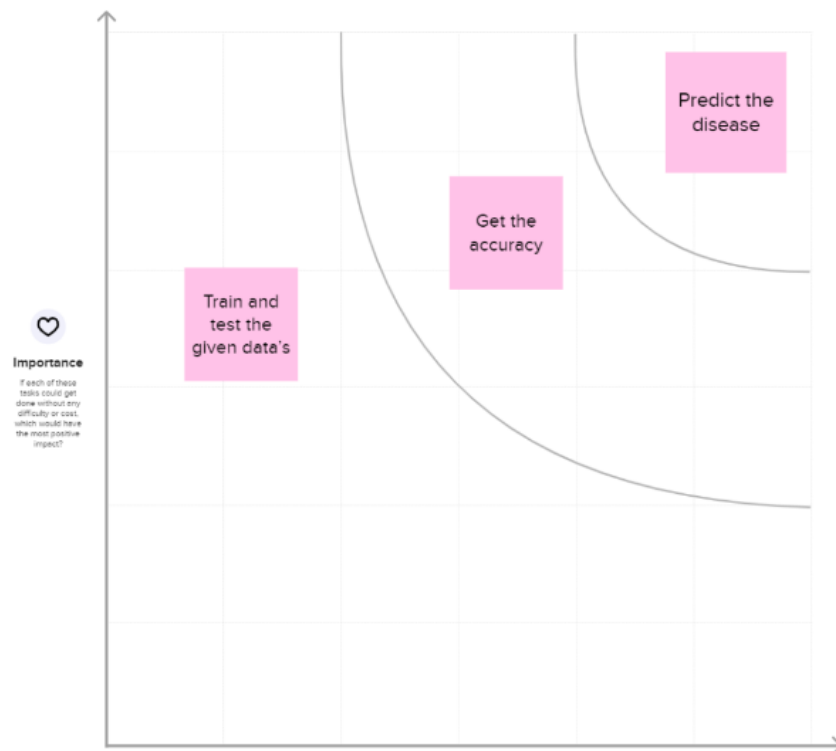 Predict the
disease
Get the
accuracy
Train and
test the
given data's
Importance
If each of these
tasks could get
done without any
difficulty or cost,
which would have
the most positive
impact?